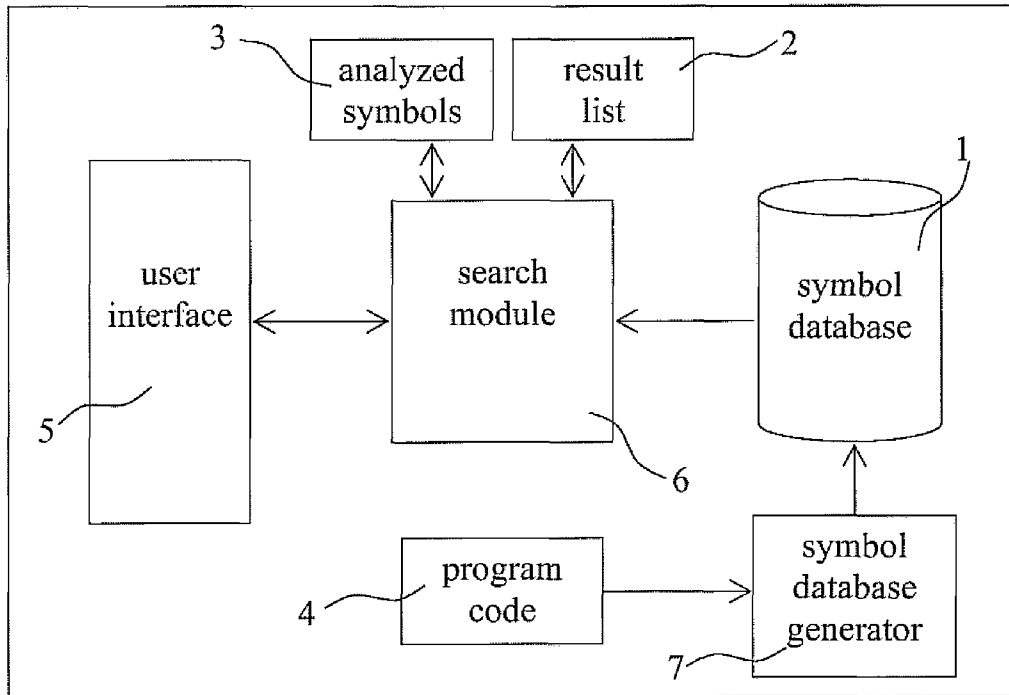 3
analyzed
symbols
2
result
list
1
user
interface
5
search
module
6
symbol
database
4
program
code
symbol
database
generator
7